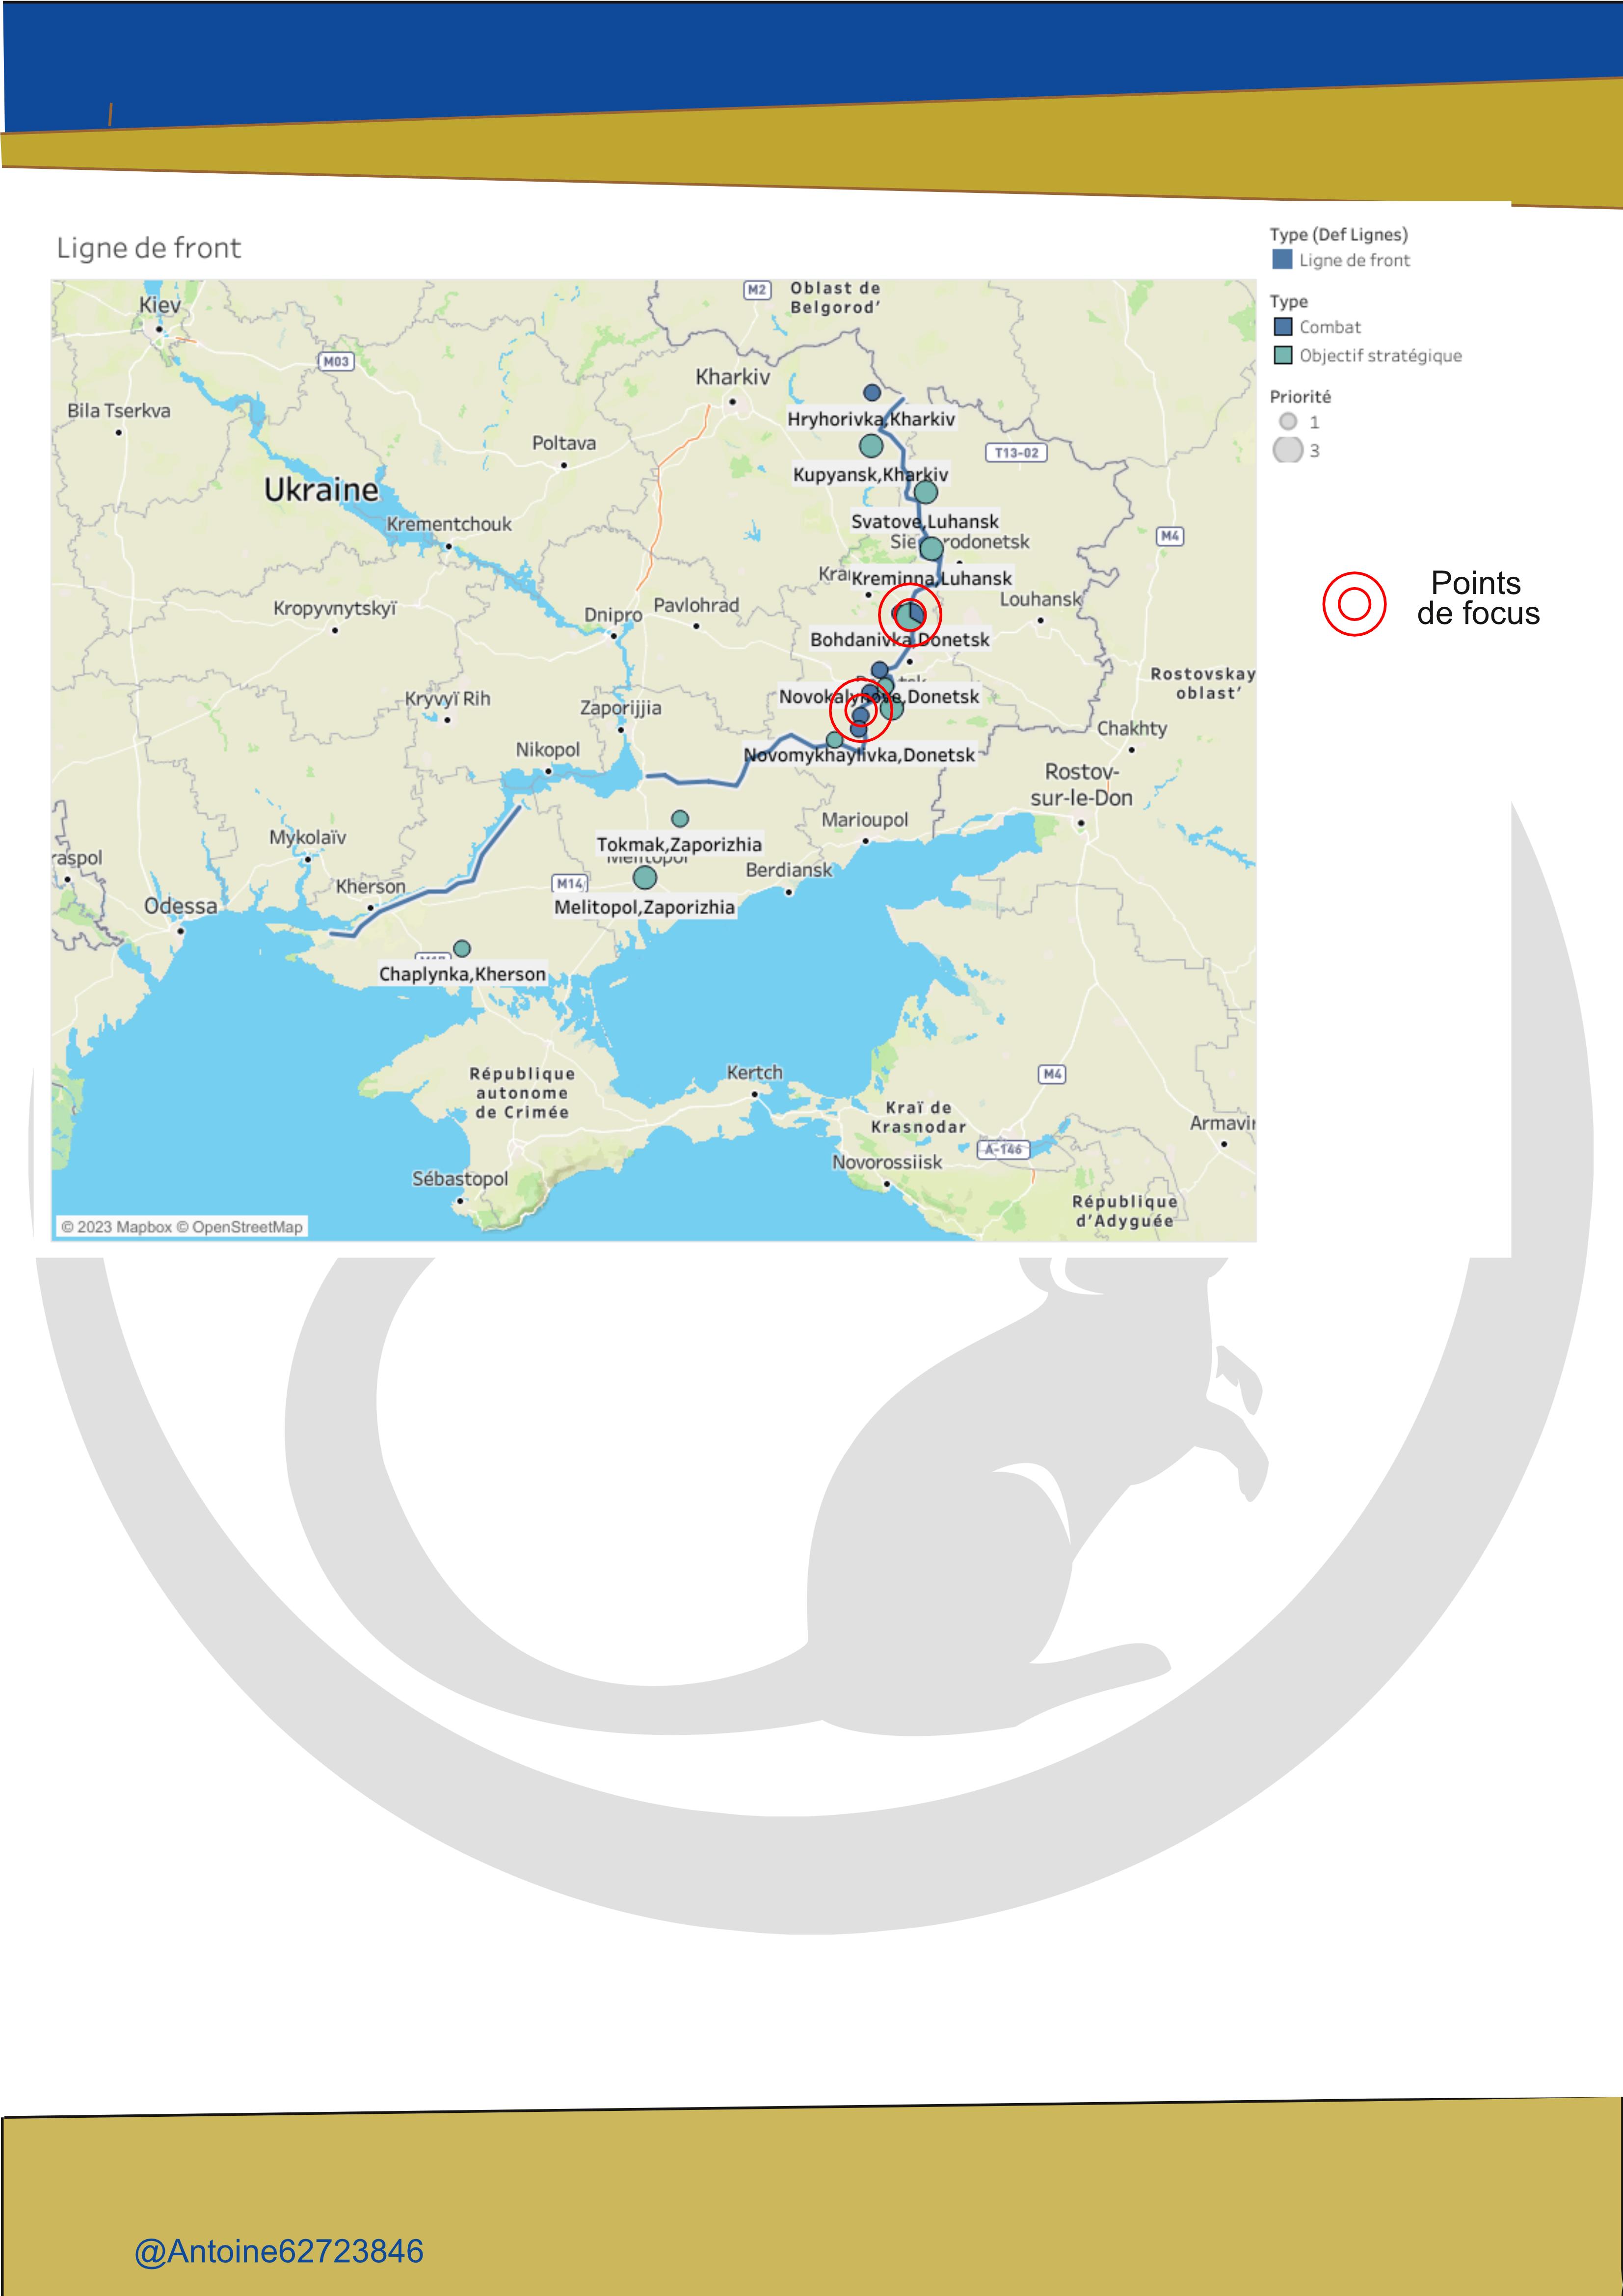 Ligne de front
Type (Def Lignes)
Ligne de front
Type
Combat
Objectif stratégique
Priorité
1
3
Points
de focus
M2
Oblast de
Belgorod'
Kiev
M03
Kharkiv
Bila Tserkva
Hryhorivka,Kharkiv
Poltava
T13-02
Kupyansk,Kharkiv
Ukraine
Svatove,Luhansk
Krementchouk
M4
Kreminna,Luhansk
Louhansk
Kropyvnytskyï
Dnipro
Pavlohrad
Bohdanivka,Donetsk
Rostovskay
oblast'
Kryvyï Rih
Zaporijjia
Novokalynove,Donetsk
Chakhty
Nikopol
Novomykhaylivka,Donetsk
Rostov-
sur-le-Don
Marioupol
Mykolaïv
Tokmak,Zaporizhia
Melitopol
raspol
Berdiansk
Kherson
M14
Odessa
Melitopol,Zaporizhia
Chaplynka,Kherson
République
autonome
de Crimée
Kertch
M4
Kraï de
Krasnodar
Armavir
A-146
Novorossiisk
Sébastopol
République
d'Adyguée
© 2023 Mapbox © OpenStreetMap
@Antoine62723846